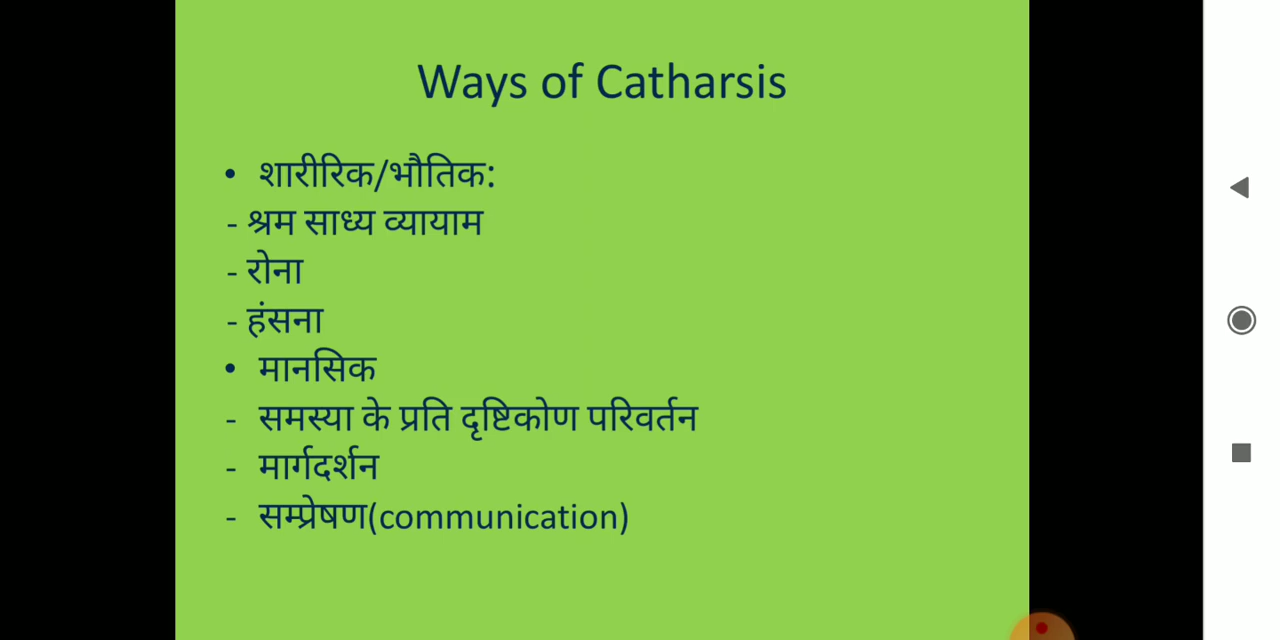 Ways of Catharsis
• शारीरिक/भौतिक:
- श्रम साध्य व्यायाम
- रोना
- हंसना
• मानसिक
- समस्या के प्रति दृष्टिकोण परिवर्तन
- मार्गदर्शन
- सम्प्रेषण(communication)